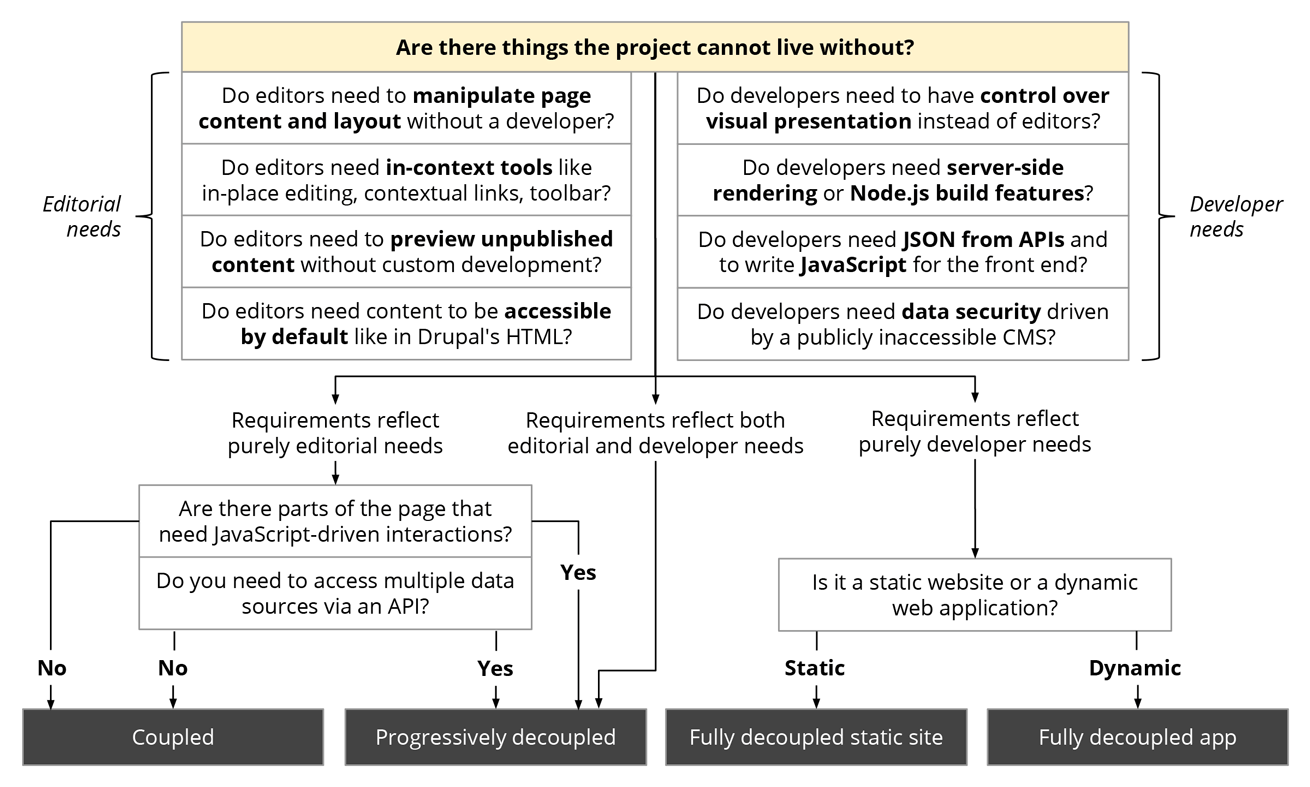 Are there things the project cannot live without?
Editorial
needs
Do editors need to manipulate page
content and layout without a developer?
Do editors need in-context tools like
in-place editing, contextual links, toolbar?
Do editors need to preview unpublished
content without custom development?
Do editors need content to be accessible
by default like in Drupal's HTML?
Do developers need to have control over
visual presentation instead of editors?
Do developers need server-side
rendering or Node.js build features?
Do developers need JSON from APIs and
to write JavaScript for the front end?
Do developers need data security driven
by a publicly inaccessible CMS?
Developer
needs
Requirements reflect
purely editorial needs
Requirements reflect both
editorial and developer needs
Requirements reflect
purely developer needs
Are there parts of the page that
need JavaScript-driven interactions?
Do you need to access multiple data
sources via an API?
Yes
Is it a static website or a dynamic
web application?
No
No
Yes
Static
Dynamic
Coupled
Progressively decoupled
Fully decoupled static site
Fully decoupled app